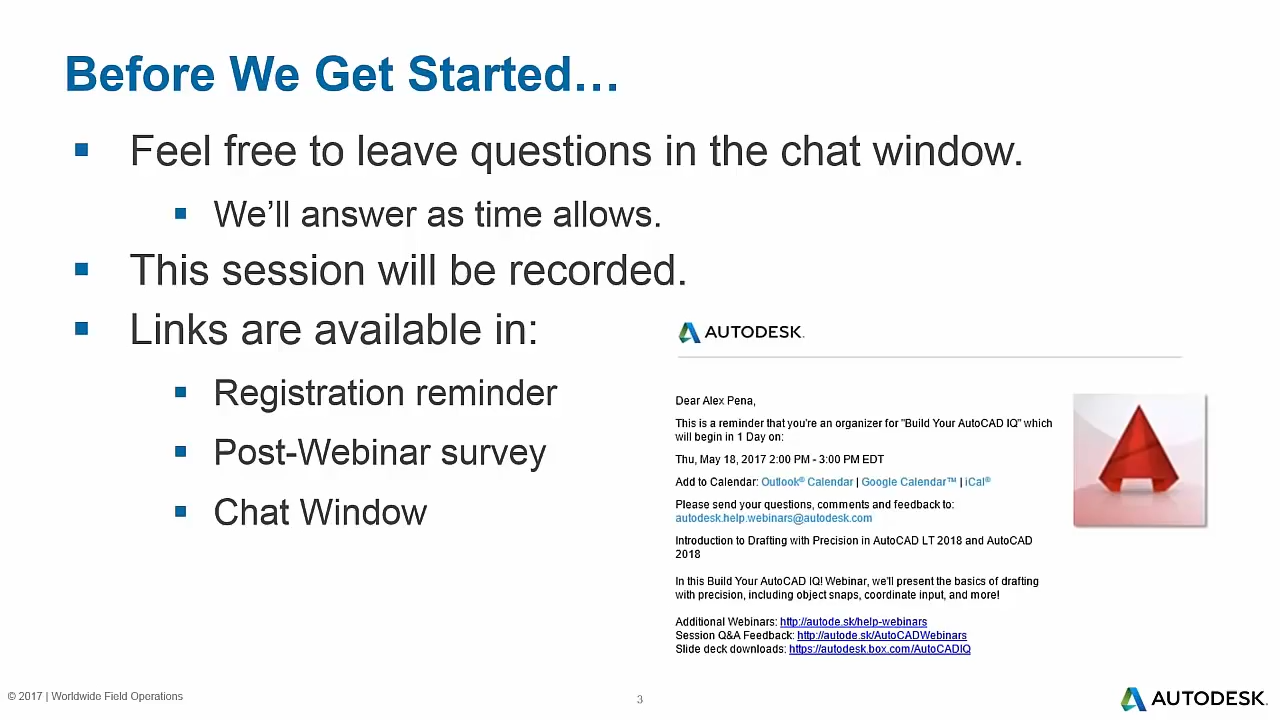 Before We Get Started…
▪ Feel free to leave questions in the chat window.
▪ We’ll answer as time allows.
▪ This session will be recorded.
▪ Links are available in:
▪ Registration reminder
▪ Post-Webinar survey
▪ Chat Window
AUTODESK.
Dear Alex Pena,
This is a reminder that you're an organizer for "Build Your AutoCAD IQ" which
will begin in 1 Day on:
Thu, May 18, 2017 2:00 PM - 3:00 PM EDT
Add to Calendar: Outlook® Calendar | Google Calendar™ | iCal®
Please send your questions, comments and feedback to:
autodesk.help.webinars@autodesk.com
Introduction to Drafting with Precision in AutoCAD LT 2018 and AutoCAD
2018
In this Build Your AutoCAD IQ! Webinar, we'll present the basics of drafting
with precision, including object snaps, coordinate input, and more!
Additional Webinars: http://autode.sk/help-webinars
Session Q&A Feedback: http://autode.sk/AutoCADWebinars
Slide deck downloads: https://autodesk.box.com/AutoCADIQ
© 2017 | Worldwide Field Operations
3
AUTODESK.